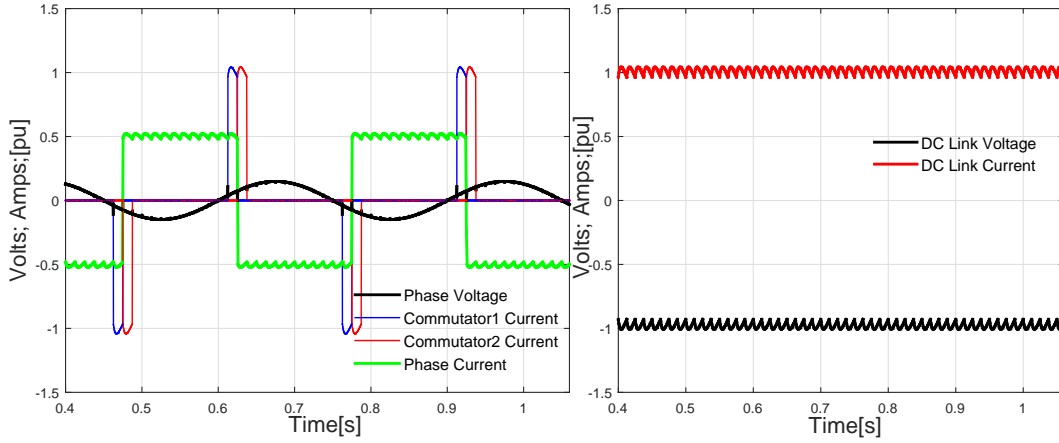 1.5
1
0.5
0
-0.5
-1
-1.5
Volts; Amps;[pu]
Phase Voltage
Commutator1 Current
Commutator2 Current
Phase Current
0.4
0.5
0.6
0.7
0.8
0.9
1
Time[s]
1.5
1
0.5
0
-0.5
-1
-1.5
Volts; Amps;[pu]
DC Link Voltage
DC Link Current
0.4
0.5
0.6
0.7
0.8
0.9
1
Time[s]